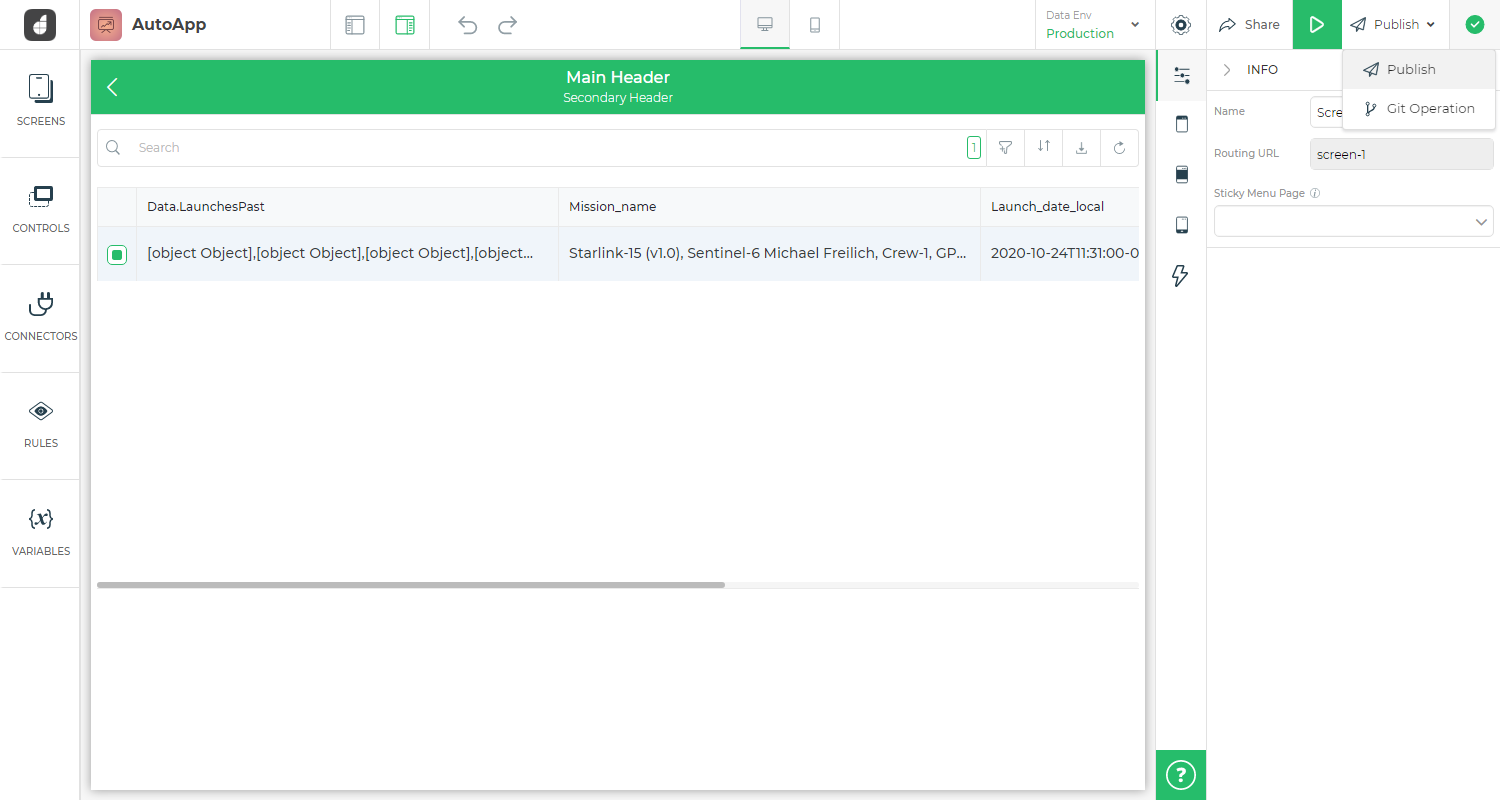 AutoApp
Data Env
Production
Share
Publish
Publish
Git Operation
SCREENS
CONTROLS
CONNECTORS
RULES
{x}
VARIABLES
Main Header
Secondary Header
Search
1
Data.LaunchesPast
Mission_name
Launch_date_local
[object Object],[object Object],[object Object],[object...
Starlink-15 (v1.0), Sentinel-6 Michael Freilich, Crew-1, GP...
2020-10-24T11:31:00-0
INFO
Name
Scre
Routing URL
screen-1
Sticky Menu Page
?